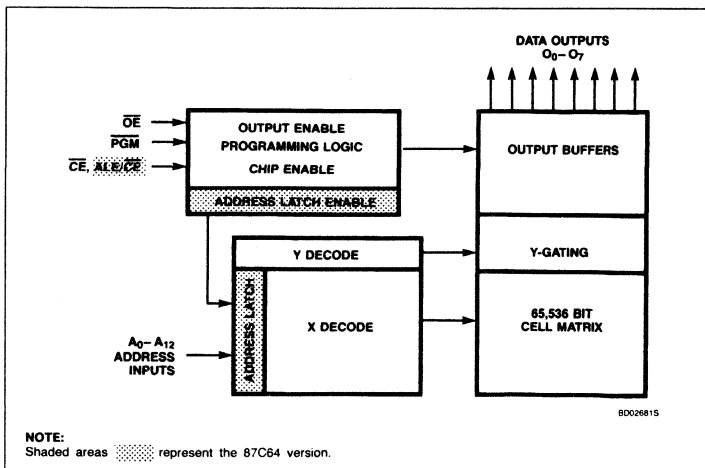 DATA OUTPUTS
O0–O7
OE
PGM
CE, ALE/CE
OUTPUT ENABLE
PROGRAMMING LOGIC
CHIP ENABLE
ADDRESS LATCH ENABLE
OUTPUT BUFFERS
Y DECODE
Y-GATING
ADDRESS LATCH
X DECODE
65,536 BIT
CELL MATRIX
A0–A12
ADDRESS
INPUTS
BD02681S
NOTE:
Shaded areas represent the 87C64 version.